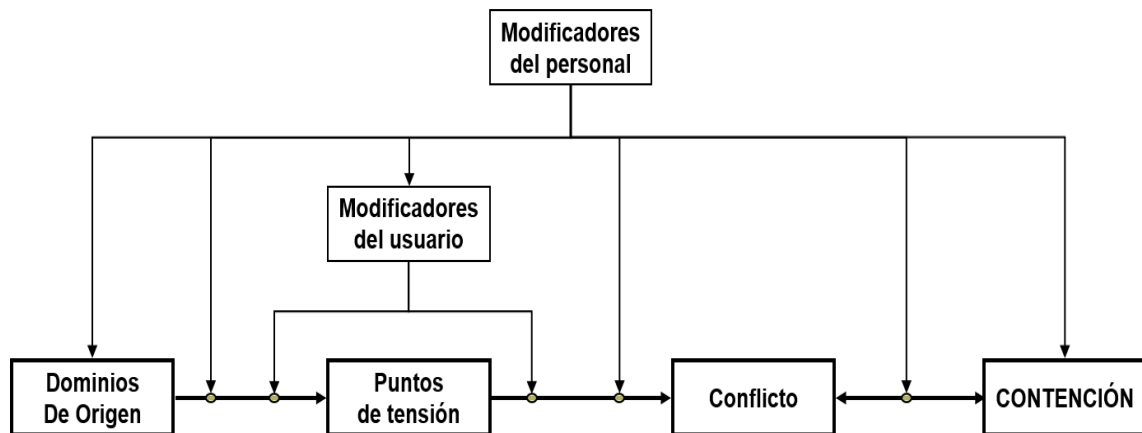 Modificadores
del personal
Modificadores
del usuario
Dominios
De Origen
Puntos
de tensión
Conflicto
CONTENCIÓN